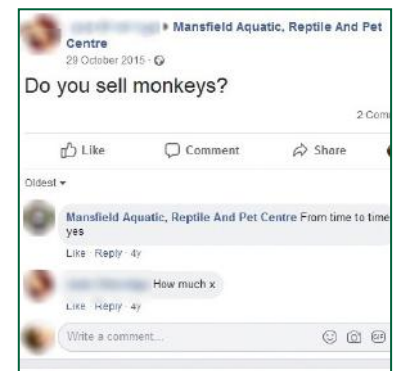 Mansfield Aquatic, Reptile And Pet
Centre
29 October 2015 ·
Do you sell monkeys?
2 Com
Like Comment Share
Oldest
Mansfield Aquatic, Reptile And Pet Centre From time to time
yes
Like · Reply · 4y
How much x
Like · Reply · 4y
Write a comment...
GIF